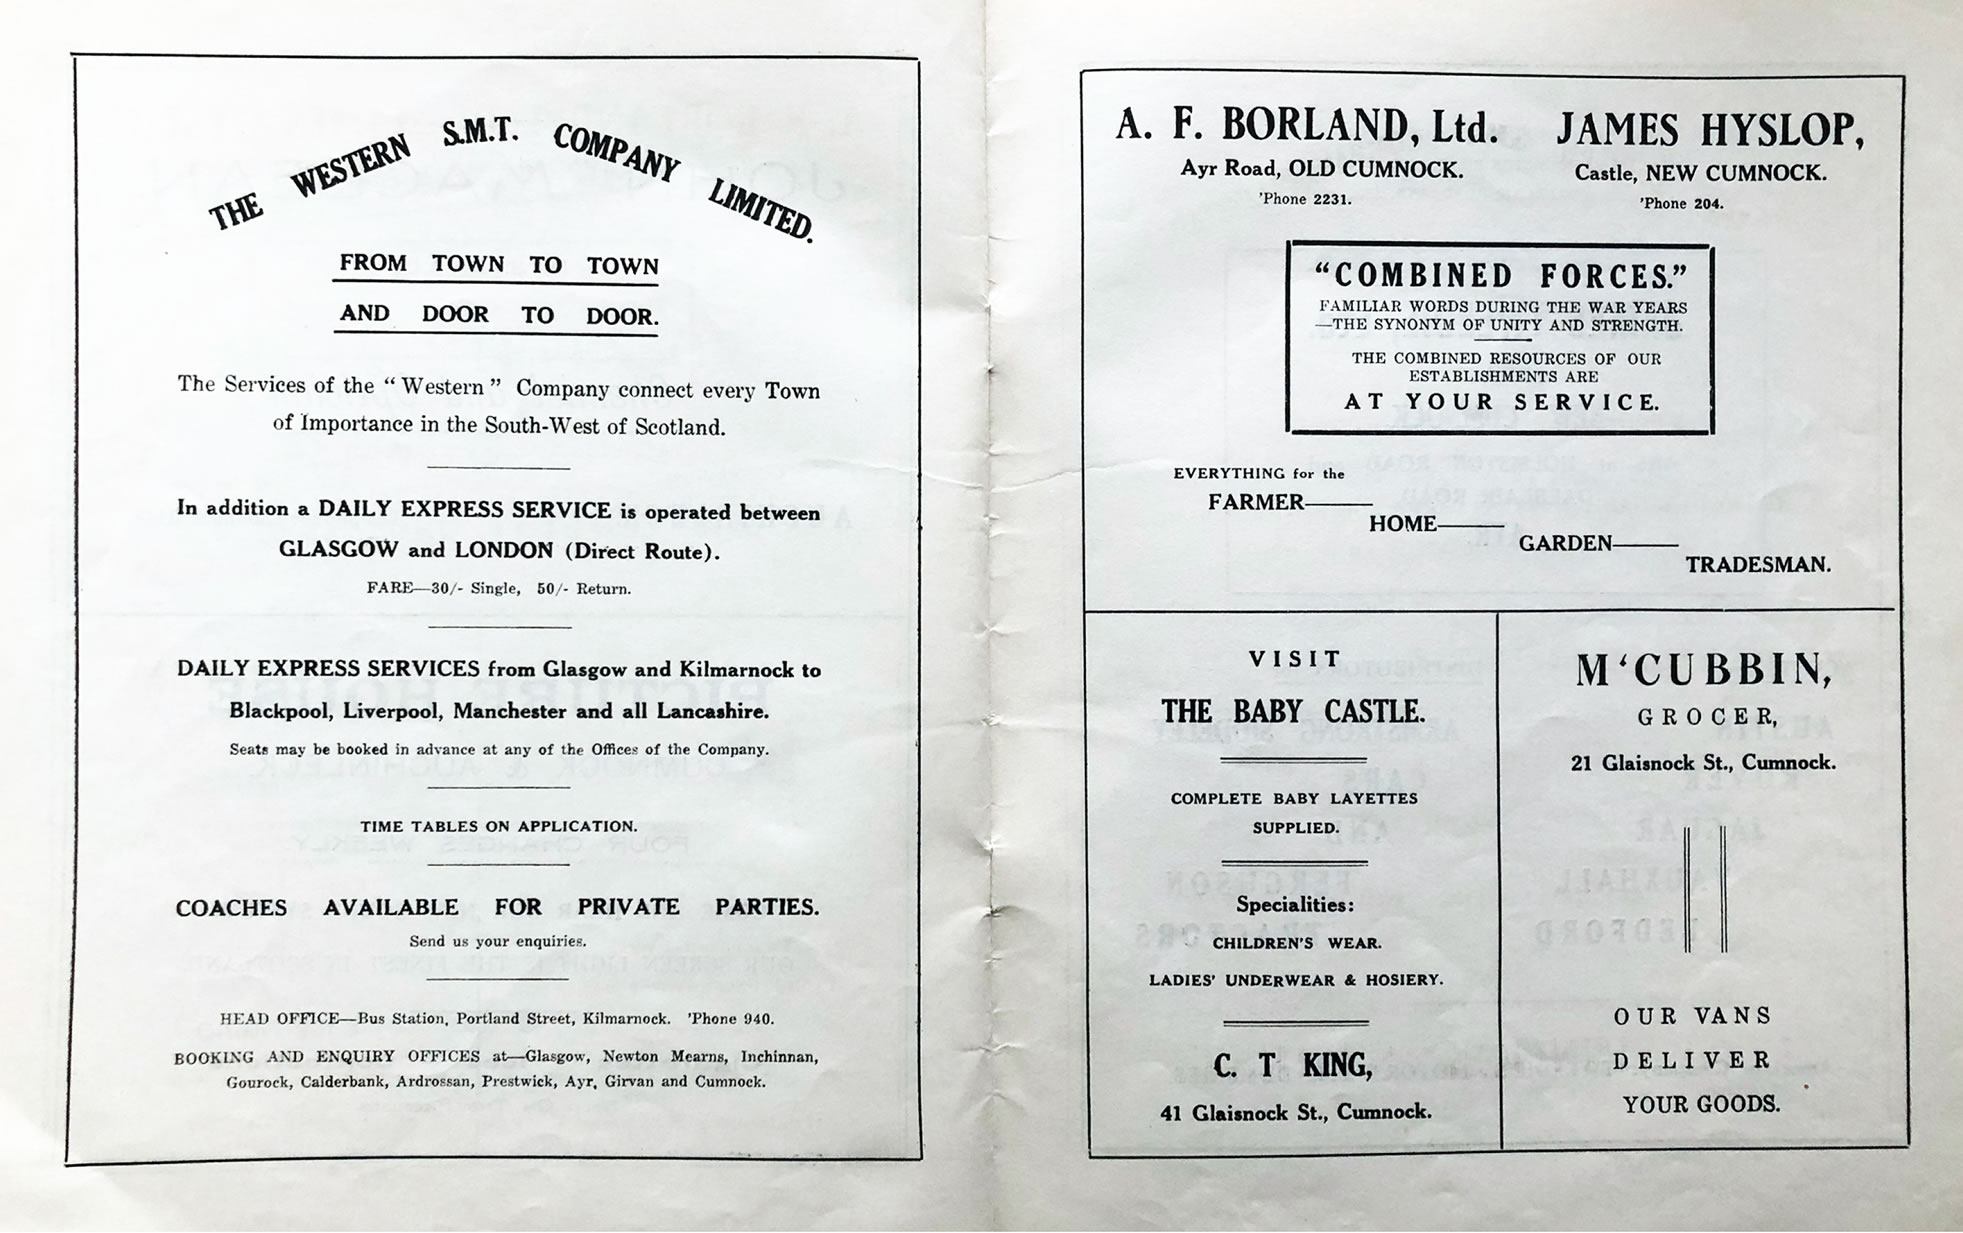 THE WESTERN S.M.T. COMPANY LIMITED.
FROM TOWN TO TOWN
AND DOOR TO DOOR.
The Services of the "Western" Company connect every Town
of Importance in the South-West of Scotland.
In addition a DAILY EXPRESS SERVICE is operated between
GLASGOW and LONDON (Direct Route).
FARE—30/- Single, 50/- Return.
DAILY EXPRESS SERVICES from Glasgow and Kilmarnock to
Blackpool, Liverpool, Manchester and all Lancashire.
Seats may be booked in advance at any of the Offices of the Company.
TIME TABLES ON APPLICATION.
COACHES AVAILABLE FOR PRIVATE PARTIES.
Send us your enquiries.
HEAD OFFICE—Bus Station, Portland Street, Kilmarnock. 'Phone 940.
BOOKING AND ENQUIRY OFFICES at—Glasgow, Newton Mearns, Inchinnan,
Gourock, Calderbank, Ardrossan, Prestwick, Ayr, Girvan and Cumnock.
A. F. BORLAND, Ltd.
Ayr Road, OLD CUMNOCK.
'Phone 2231.
JAMES HYSLOP,
Castle, NEW CUMNOCK.
'Phone 204.
"COMBINED FORCES."
FAMILIAR WORDS DURING THE WAR YEARS
—THE SYNONYM OF UNITY AND STRENGTH.
THE COMBINED RESOURCES OF OUR
ESTABLISHMENTS ARE
AT YOUR SERVICE.
EVERYTHING for the
FARMER——
HOME——
GARDEN——
TRADESMAN.
VISIT
THE BABY CASTLE.
COMPLETE BABY LAYETTES
SUPPLIED.
Specialities:
CHILDREN'S WEAR.
LADIES' UNDERWEAR & HOSIERY.
C. T. KING,
41 Glaisnock St., Cumnock.
M'CUBBIN,
GROCER,
21 Glaisnock St., Cumnock.
OUR VANS
DELIVER
YOUR GOODS.